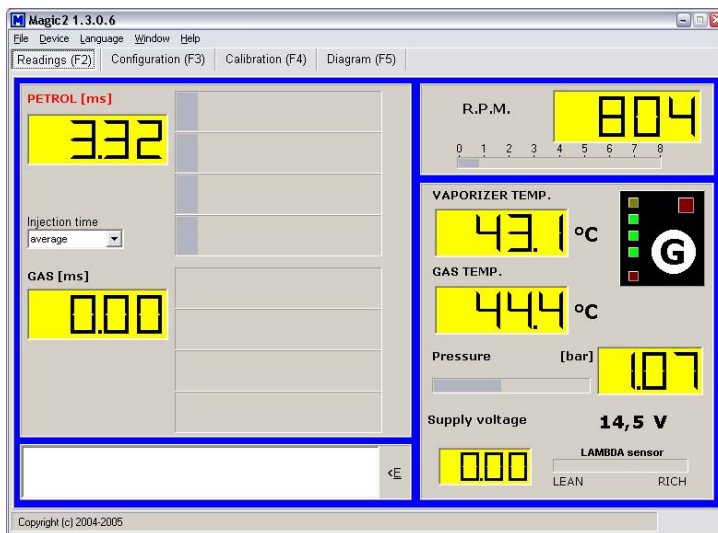 Magic2 1.3.0.6
File Device Language Window Help
Readings (F2) Configuration (F3) Calibration (F4) Diagram (F5)
PETROL [ms]
3.32
Injection time
average
GAS [ms]
0.00
<E
R.P.M.
804
0 1 2 3 4 5 6 7 8
VAPORIZER TEMP.
43.1 °C
G
GAS TEMP.
44.4 °C
Pressure [bar]
1.07
Supply voltage 14,5 V
0.00
LAMBDA sensor
LEAN RICH
Copyright (c) 2004-2005